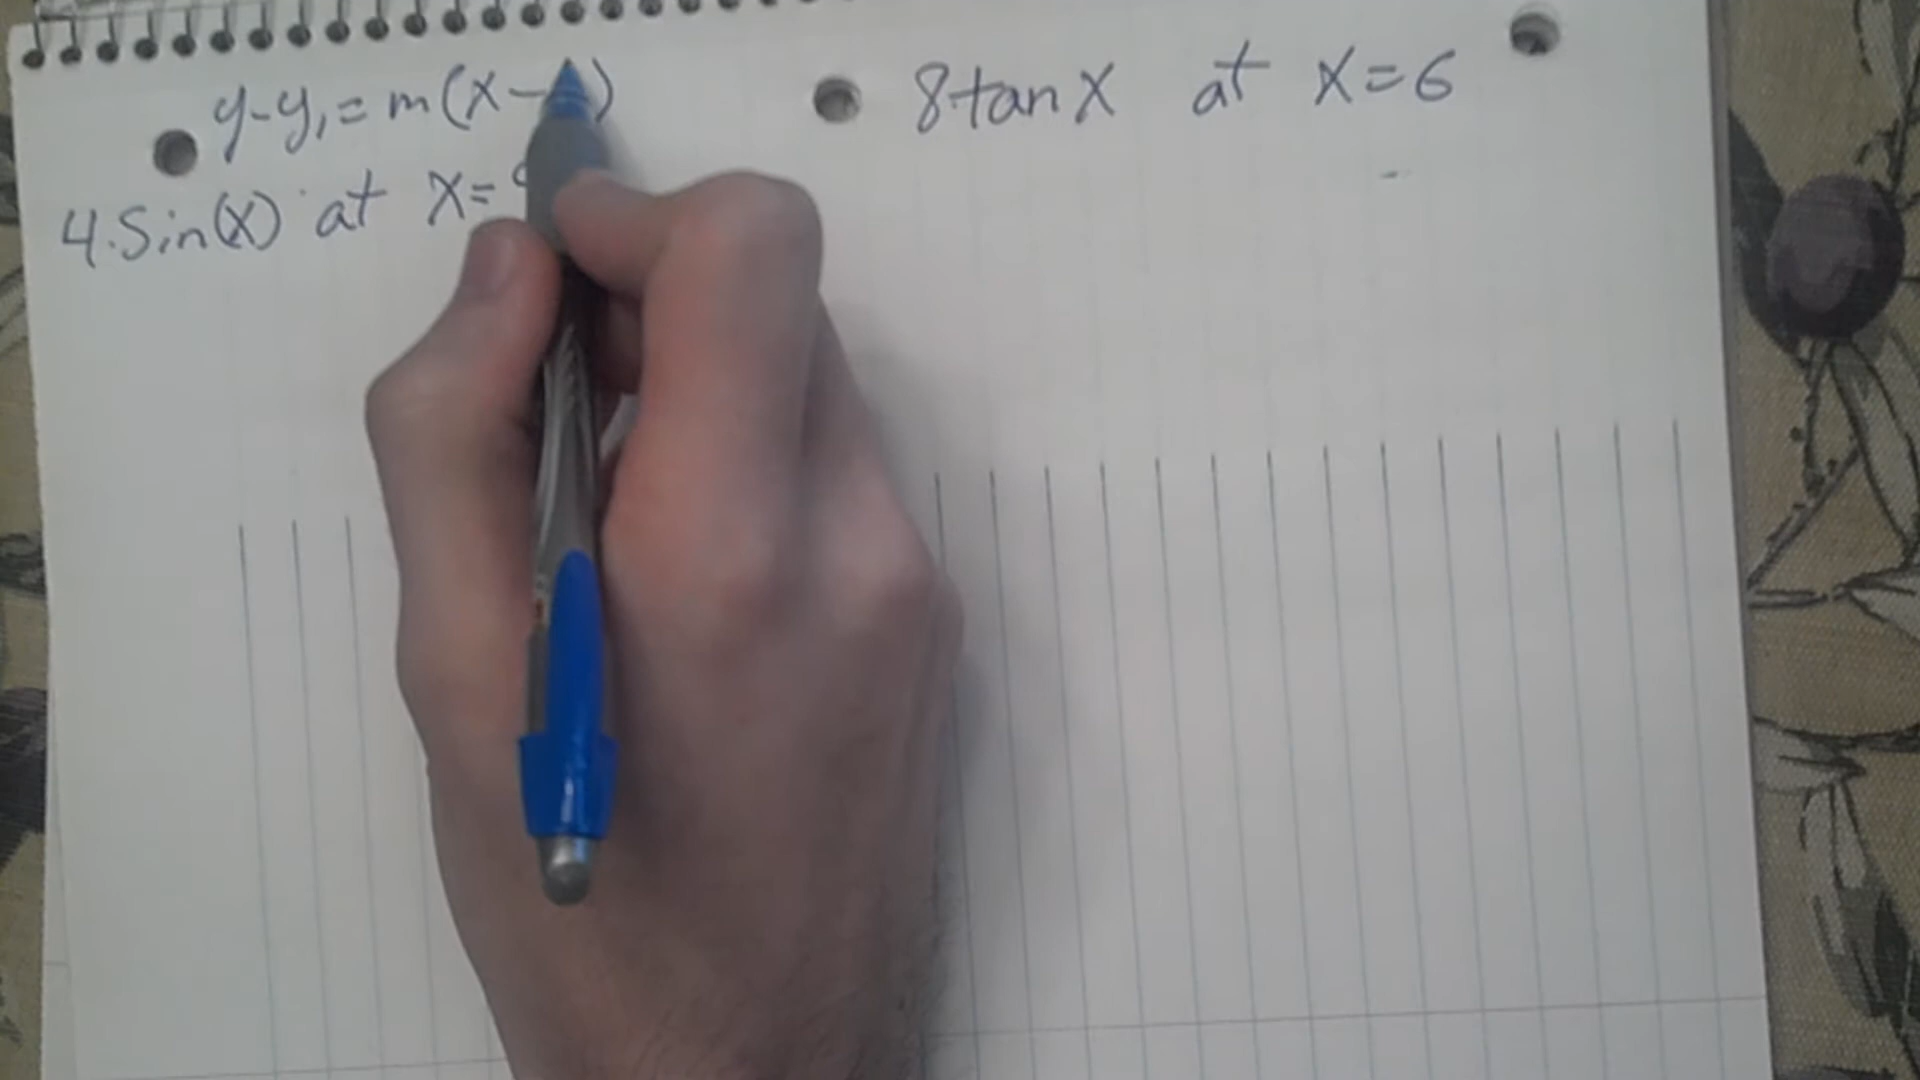 y-y₁=m(x-
4.Sin(x) at x=
8tanx at x=6